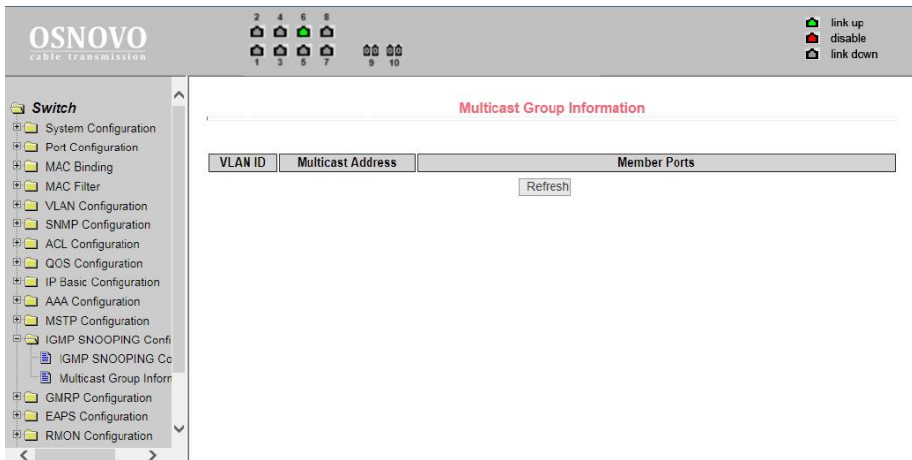 OSNOVO
cable transmission
2 4 6 8
1 3 5 7 9 10
link up
disable
link down
Switch
System Configuration
Port Configuration
MAC Binding
MAC Filter
VLAN Configuration
SNMP Configuration
ACL Configuration
QOS Configuration
IP Basic Configuration
AAA Configuration
MSTP Configuration
IGMP SNOOPING Confi
IGMP SNOOPING Co
Multicast Group Inform
GMRP Configuration
EAPS Configuration
RMON Configuration
Multicast Group Information
VLAN ID Multicast Address Member Ports
Refresh